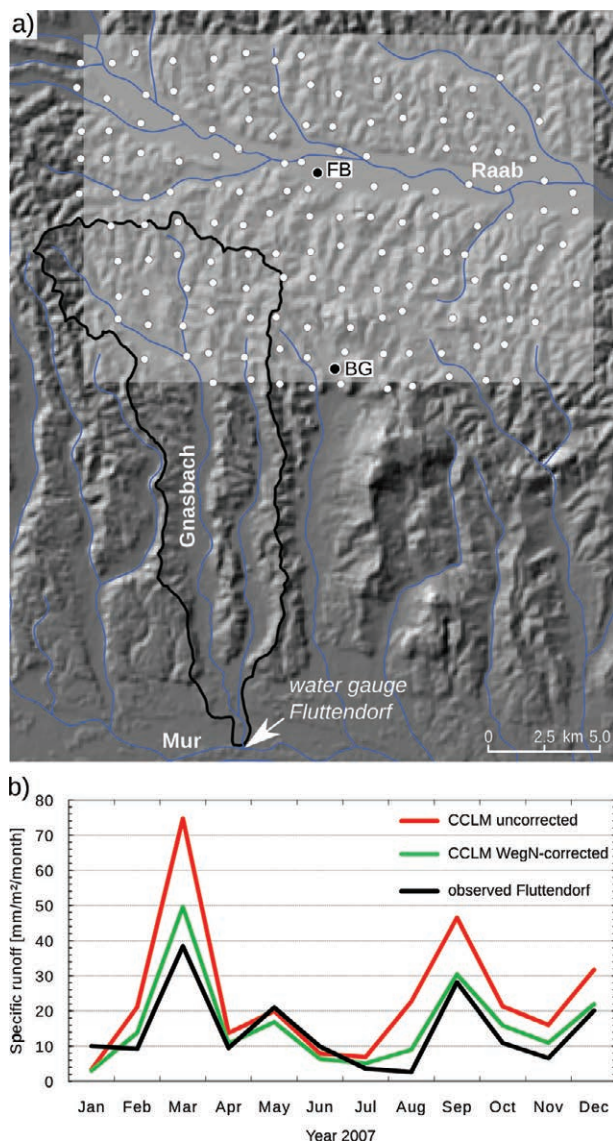 a)
Raab
FB
BG
Gnasbach
water gauge
Fluttendorf
Mur
0 2.5 km 5.0
b)
80
70
60
50
40
30
20
10
0
Specific runoff [mm/m²/month]
CCLM uncorrected
CCLM WegN-corrected
observed Fluttendorf
Jan Feb Mar Apr May Jun Jul Aug Sep Oct Nov Dec
Year 2007